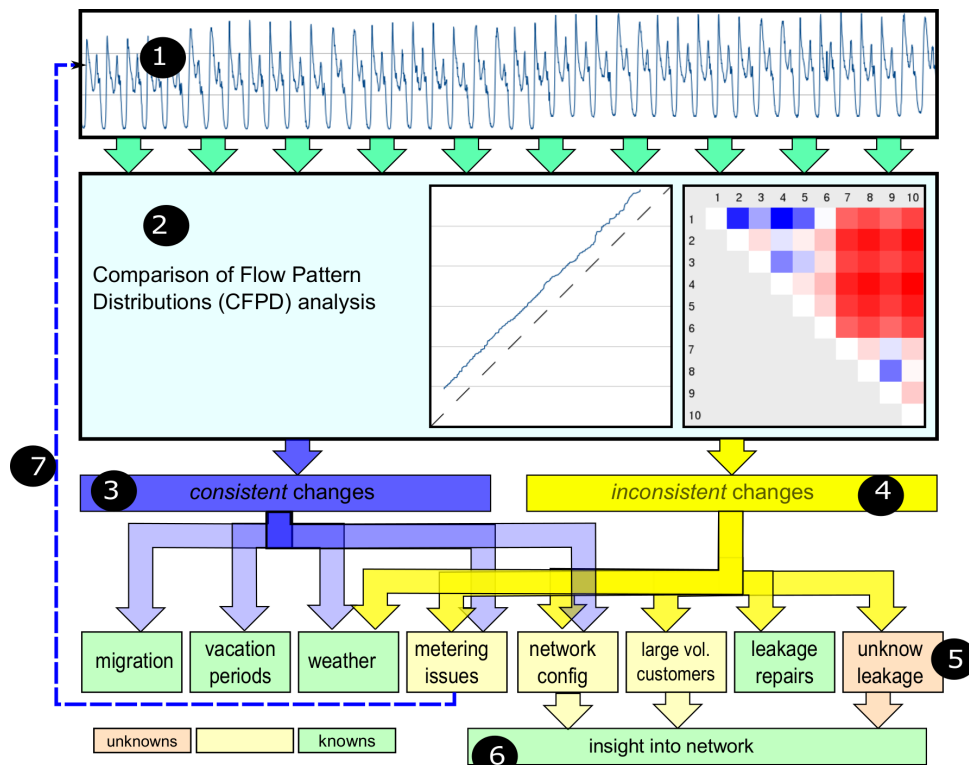 1
2
Comparison of Flow Pattern
Distributions (CFPD) analysis
1 2 3 4 5 6 7 8 9 10
1
2
3
4
5
6
7
8
9
10
7
3
consistent changes
inconsistent changes
4
migration
vacation
periods
weather
metering
issues
network
config
large vol.
customers
leakage
repairs
unknow
leakage
5
unknowns
knowns
6
insight into network